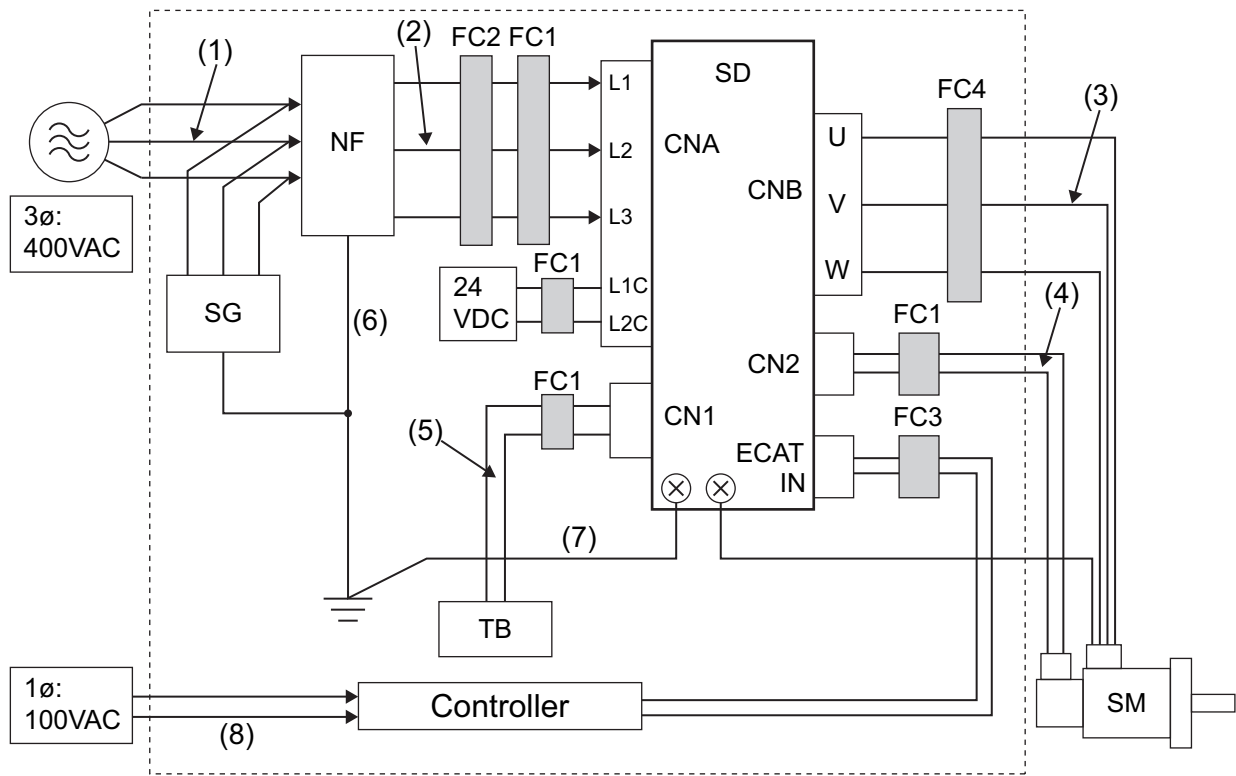 (1)
(2)
FC2
FC1
SD
FC4
(3)
L1
CNA
U
NF
L2
CNB
V
3ø:
400VAC
L3
W
FC1
24
VDC
L1C
L2C
SG
(6)
(4)
FC1
CN2
FC1
CN1
FC3
(5)
ECAT
IN
(7)
TB
1ø:
100VAC
(8)
Controller
SM